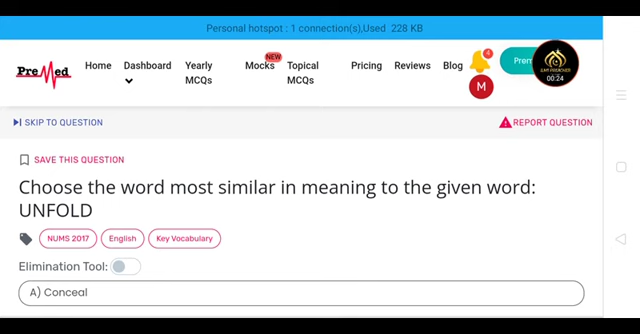 Personal hotspot : 1 connection(s),Used 228 KB
PreMed
Home
Dashboard
Yearly MCQs
Mocks
NEW
Topical MCQs
Pricing
Reviews
Blog
4
M
Prem
00:24
SKIP TO QUESTION
REPORT QUESTION
SAVE THIS QUESTION
Choose the word most similar in meaning to the given word:
UNFOLD
NUMS 2017
English
Key Vocabulary
Elimination Tool:
A) Conceal